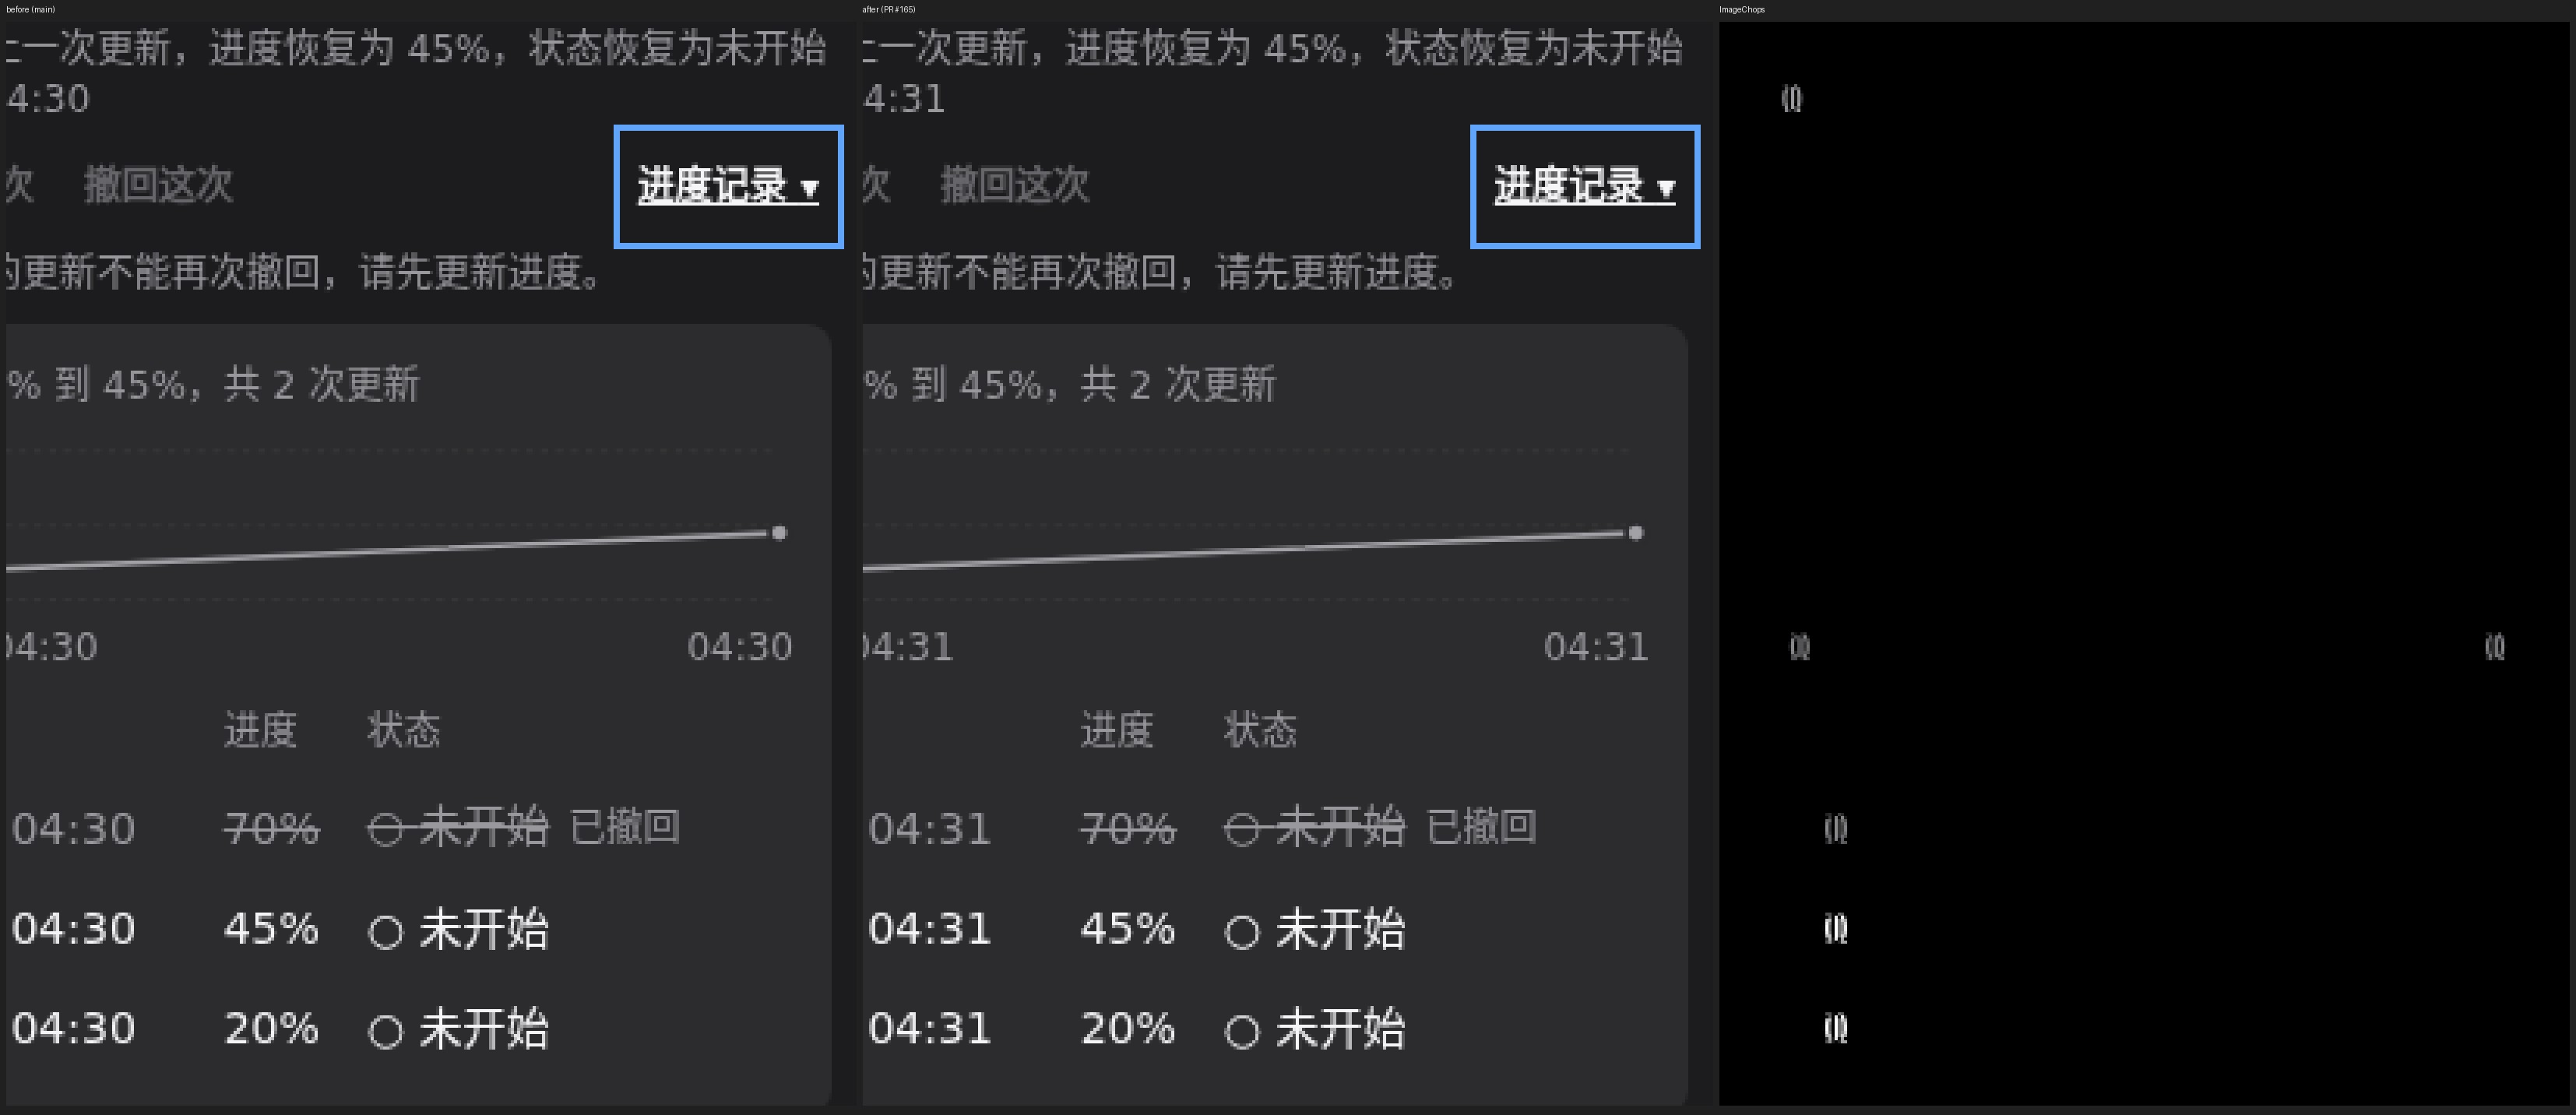 before (main)
上一次更新，进度恢复为 45%，状态恢复为未开始
4:30
次 撤回这次 进度记录 ▼
的更新不能再次撤回，请先更新进度。
% 到 45%，共 2 次更新
04:30 04:30
进度 状态
04:30 70% ○ 未开始 已撤回
04:30 45% ○ 未开始
04:30 20% ○ 未开始
after (PR#165)
上一次更新，进度恢复为 45%，状态恢复为未开始
4:31
次 撤回这次 进度记录 ▼
的更新不能再次撤回，请先更新进度。
% 到 45%，共 2 次更新
04:31 04:31
进度 状态
04:31 70% ○ 未开始 已撤回
04:31 45% ○ 未开始
04:31 20% ○ 未开始
ImageChops